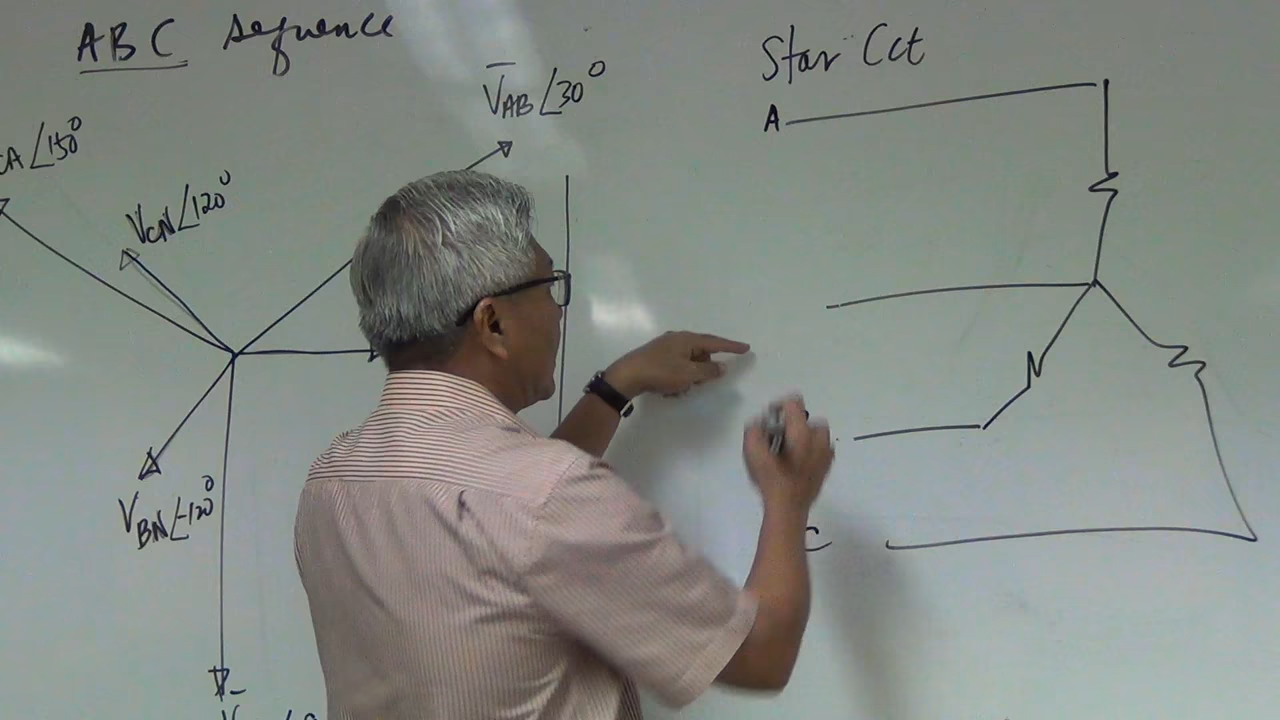 ABC Sequence
Star Cct
V̅AB∠30°
A
CA∠150°
VCN∠120°
VBN∠-120°
C